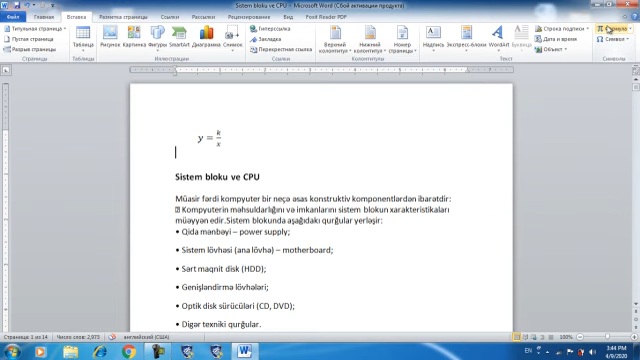 Sistem bloku ve CPU - Microsoft Word (Сбой активации продукта)
Файл Вставка Разметка страницы Ссылки Рассылки Рецензирование Вид Foxit Reader PDF
Титульная страница
Пустая страница
Разрыв страницы
Таблица
Рисунок Картинка Фигуры SmartArt Диаграмма
Гиперссылка
Закладка
Перекрестная ссылка
Верхний колонтитул
Нижний колонтитул
Номер страницы
Надпись Экспресс-блоки WordArt Буквица
Строка подписи
Дата и время
Объект
Формула
Символ
Страницы Таблицы Иллюстрации Ссылки Колонтитулы Текст Символы
y = k/x
Sistem bloku ve CPU
Müasir fərdi kompyuter bir neçə əsas konstruktiv komponentlərdən ibarətdir:
Kompyuterin məhsuldarlığını və imkanlarını sistem blokun xarakteristikaları
müəyyən edir.Sistem blokunda aşağıdakı qurğular yerləşir:
• Qida mənbəyi – power supply;
• Sistem lövhəsi (ana lövhə) – motherboard;
• Sərt maqnit disk (HDD);
• Genişləndirmə lövhələri;
• Optik disk sürücüləri (CD, DVD);
• Digər texniki qurğular.
Страница: 1 из 14 Число слов: 2,973 английский (США) 100%
EN 3:44 PM
4/9/2020